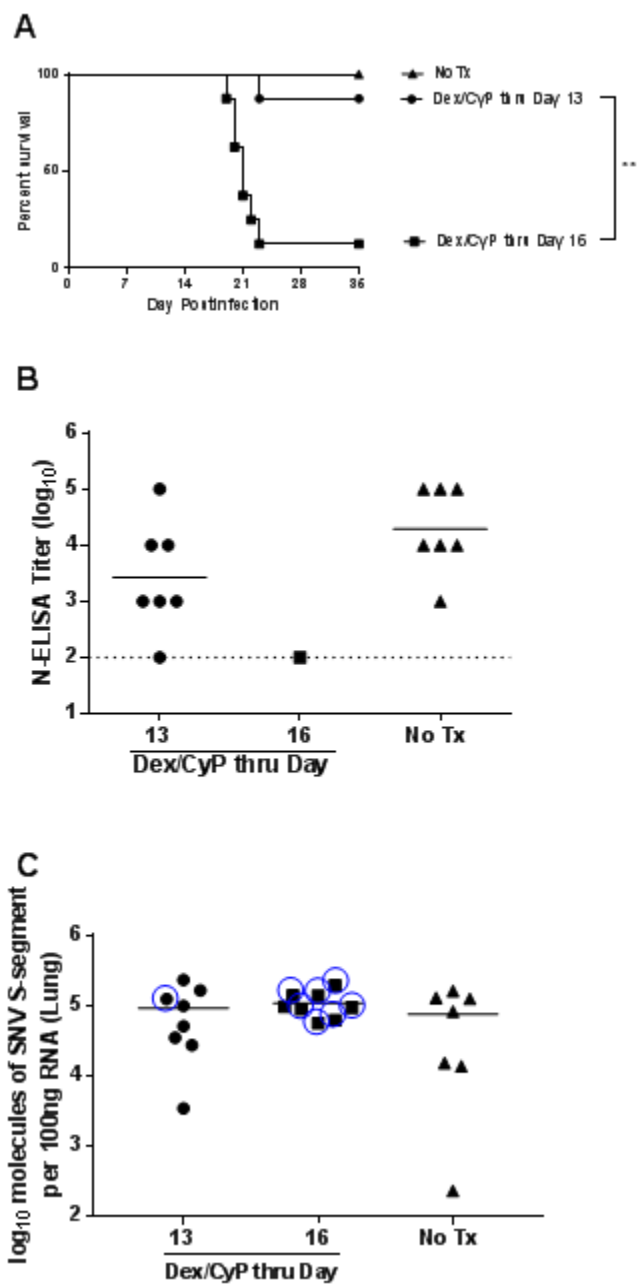 A
100
60
0
Percent survival
0 7 14 21 28 36
Day Postinfection
No Tx
Dex/CyP thru Day 13
**
Dex/CyP thru Day 16
B
6
5
4
3
2
1
N-ELISA Titer (log10)
13 16 No Tx
Dex/CyP thru Day
C
6
5
4
3
2
log10 molecules of SNV S-segment
per 100ng RNA (Lung)
13 16 No Tx
Dex/CyP thru Day